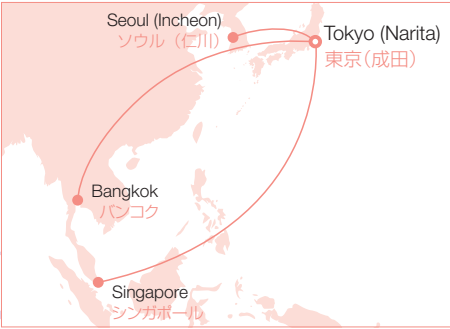 Seoul (Incheon)
ソウル（仁川）
Tokyo (Narita)
東京（成田）
Bangkok
バンコク
Singapore
シンガポール